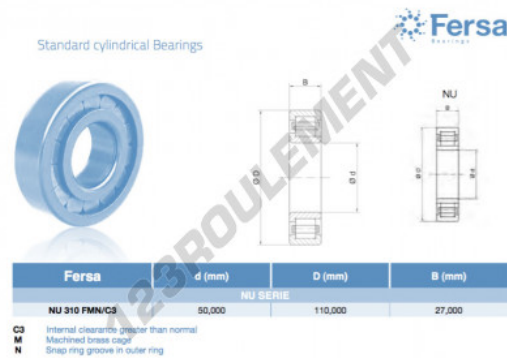 Fersa
Bearings
Standard cylindrical Bearings
B
NU
B
Ø D
Ø d
Ø D
Ø d
Fersa d (mm) D (mm) B (mm)
NU SERIE
NU 310 FMN/C3 50,000 110,000 27,000
C3 Internal clearance greater than normal
M Machined brass cage
N Snap ring groove in outer ring
123ROULEMENT